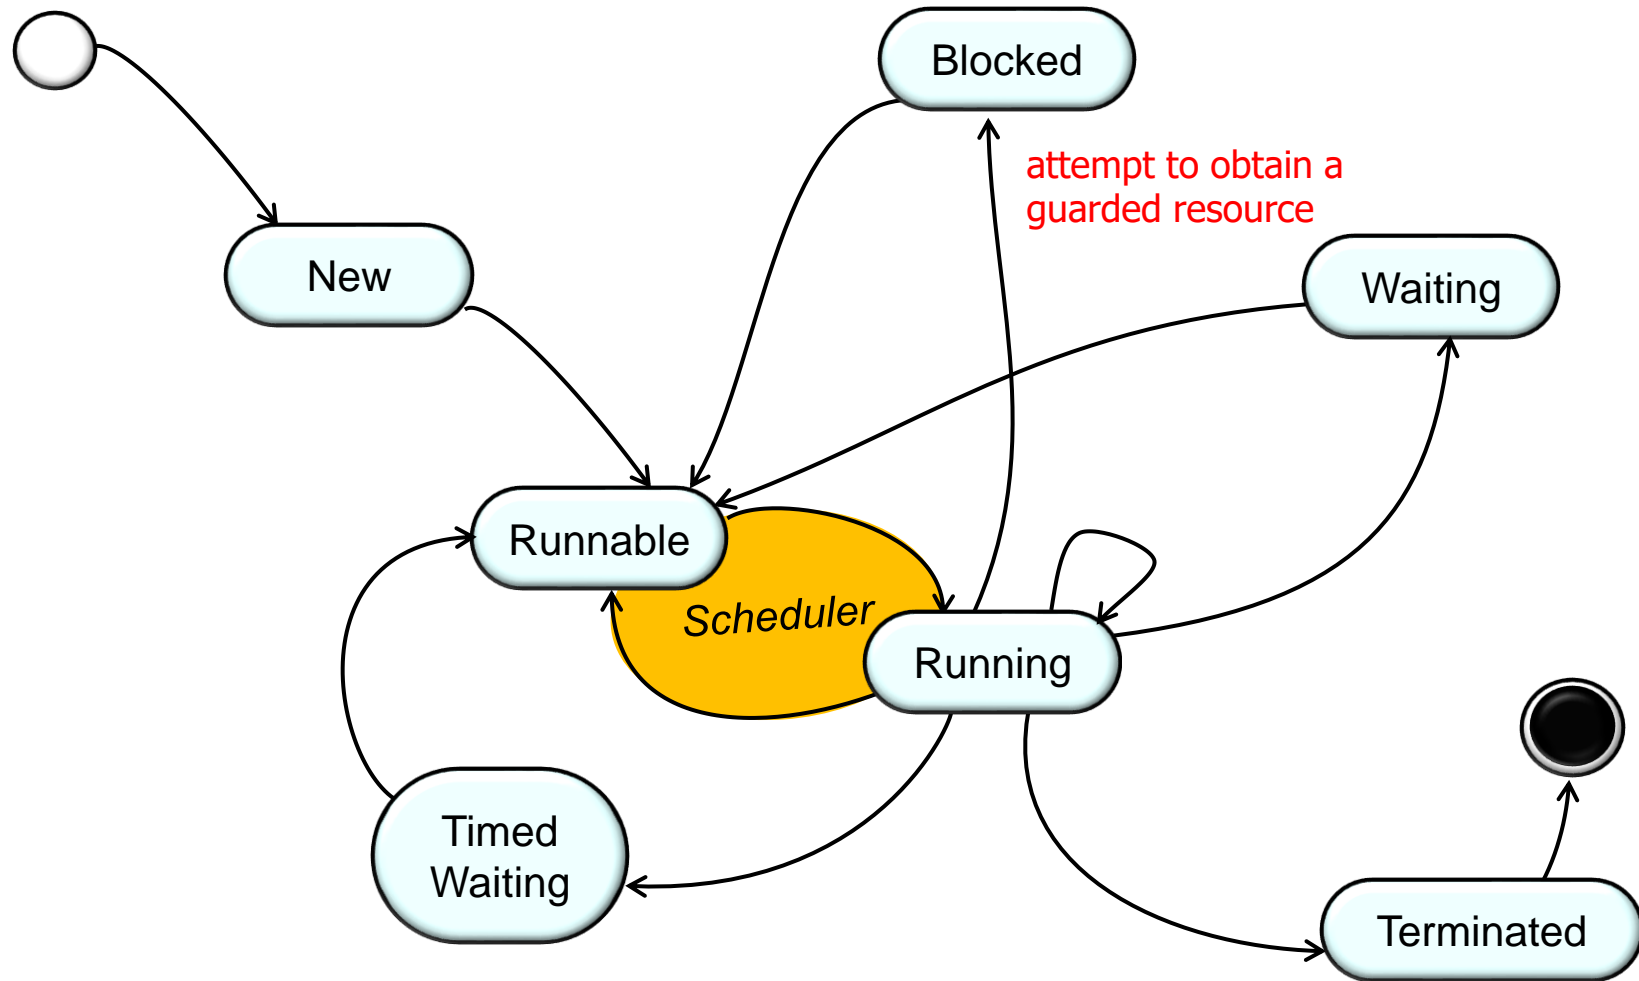 Blocked
attempt to obtain a
guarded resource
New
Waiting
Runnable
Scheduler
Running
Timed
Waiting
Terminated